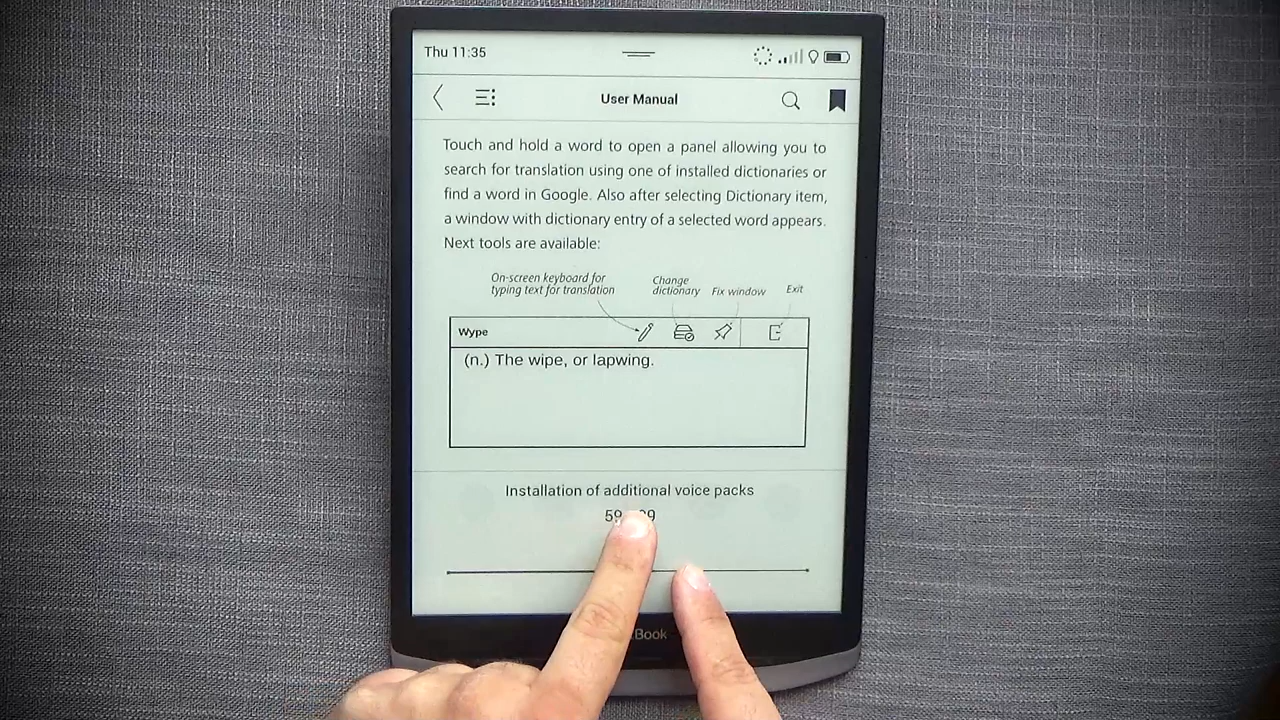 Thu 11:35
User Manual
Touch and hold a word to open a panel allowing you to
search for translation using one of installed dictionaries or
find a word in Google. Also after selecting Dictionary item,
a window with dictionary entry of a selected word appears.
Next tools are available:
On-screen keyboard for
typing text for translation
Change
dictionary
Fix window
Exit
Wype
(n.) The wipe, or lapwing.
Installation of additional voice packs
Book